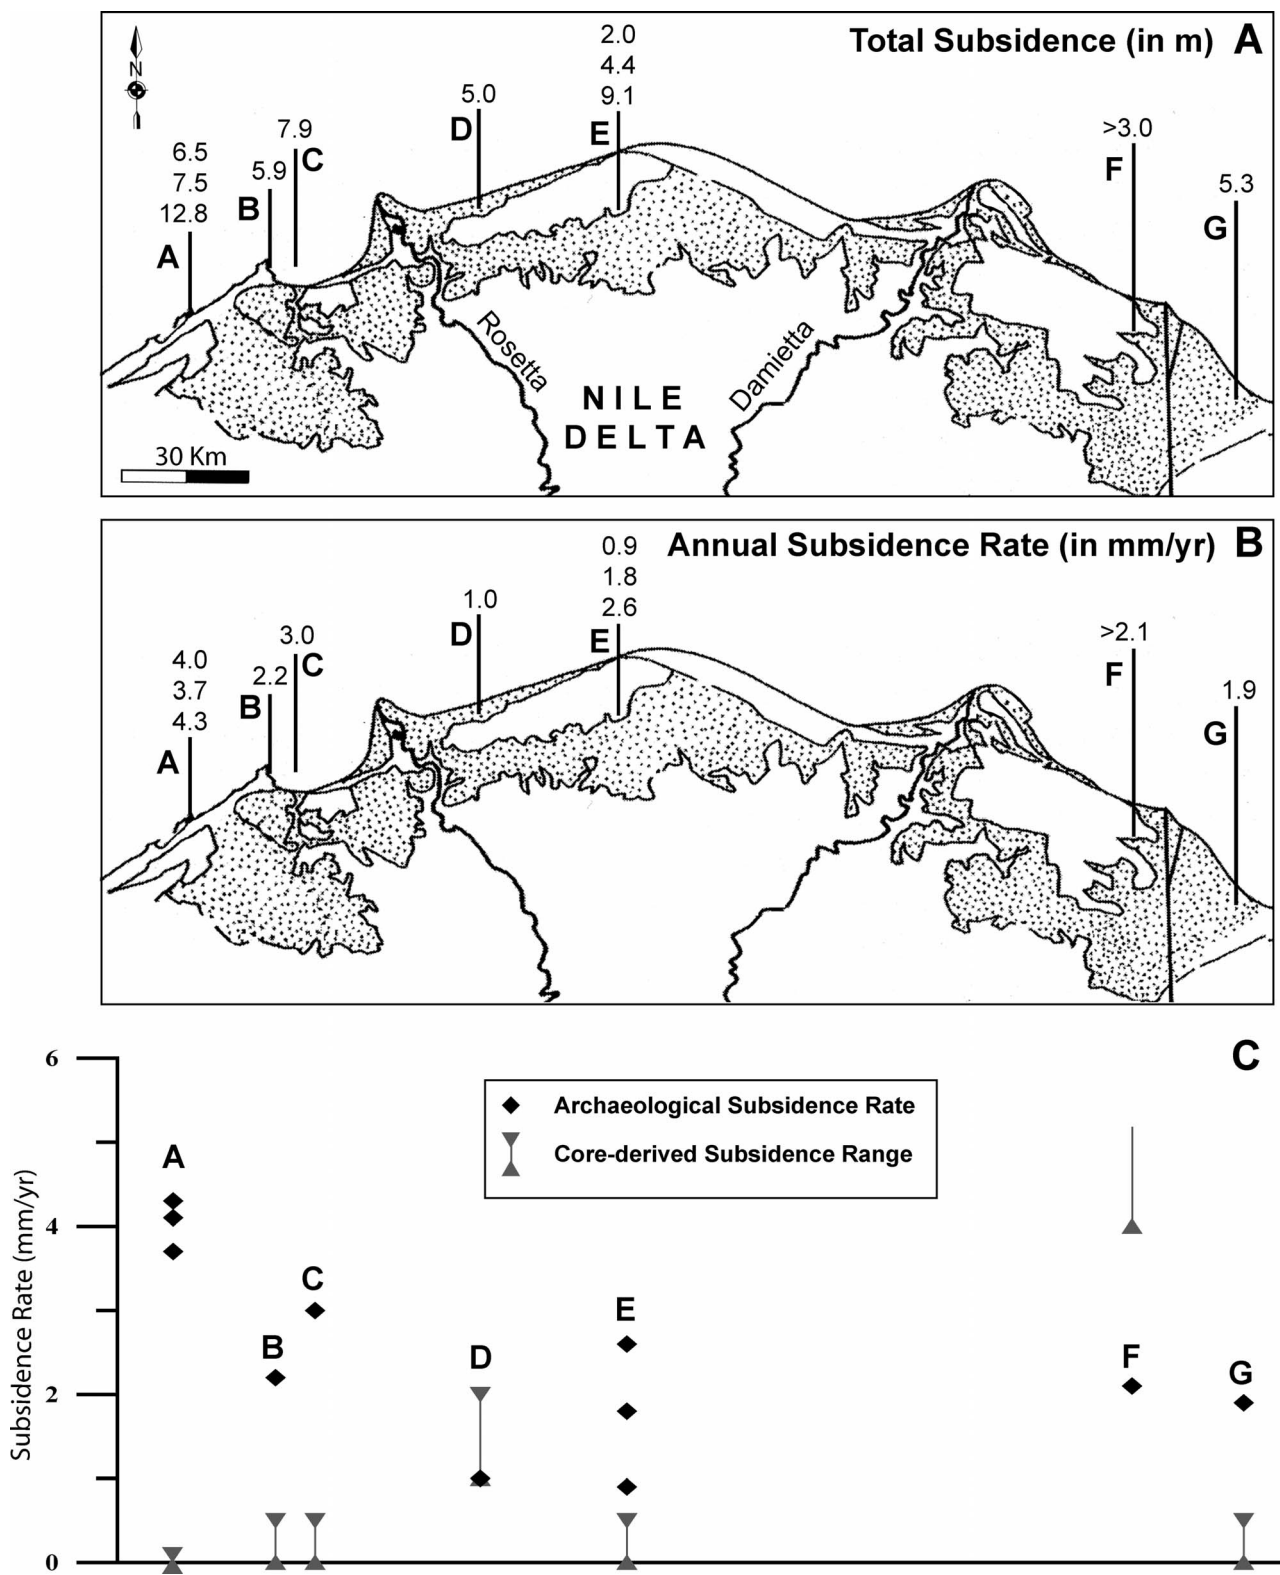 Total Subsidence (in m) A
N
6.5
7.5
12.8
A
5.9
B
7.9
C
5.0
D
2.0
4.4
9.1
E
>3.0
F
5.3
G
Rosetta
Damietta
NILE
DELTA
30 Km
Annual Subsidence Rate (in mm/yr) B
4.0
3.7
4.3
A
2.2
B
3.0
C
1.0
D
0.9
1.8
2.6
E
>2.1
F
1.9
G
C
Subsidence Rate (mm/yr)
6
4
2
0
Archaeological Subsidence Rate
Core-derived Subsidence Range
A
B
C
D
E
F
G